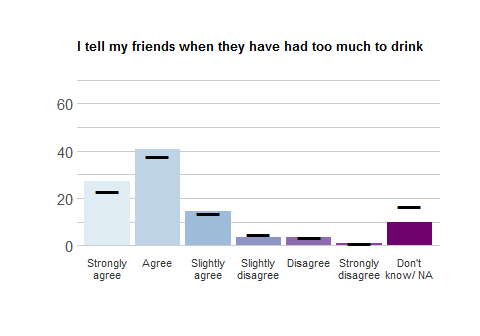 I tell my friends when they have had too much to drink
60
40
20
0
Strongly agree
Agree
Slightly agree
Slightly disagree
Disagree
Strongly disagree
Don't know/ NA